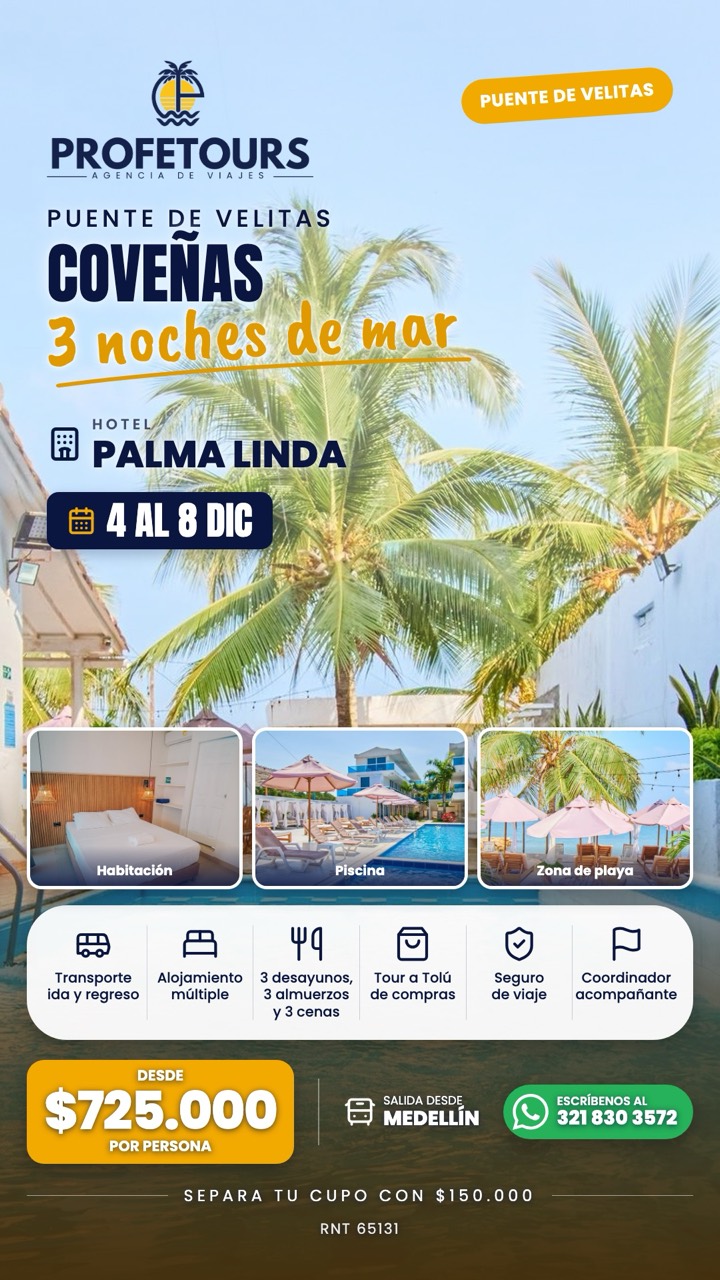 PROFETOURS
AGENCIA DE VIAJES
PUENTE DE VELITAS
PUENTE DE VELITAS
COVEÑAS
3 noches de mar
HOTEL
PALMA LINDA
4 AL 8 DIC
Habitación
Piscina
Zona de playa
Transporte
ida y regreso
Alojamiento
múltiple
3 desayunos,
3 almuerzos
y 3 cenas
Tour a Tolú
de compras
Seguro
de viaje
Coordinador
acompañante
DESDE
$725.000
POR PERSONA
SALIDA DESDE
MEDELLÍN
ESCRÍBENOS AL
321 830 3572
SEPARA TU CUPO CON $150.000
RNT 65131